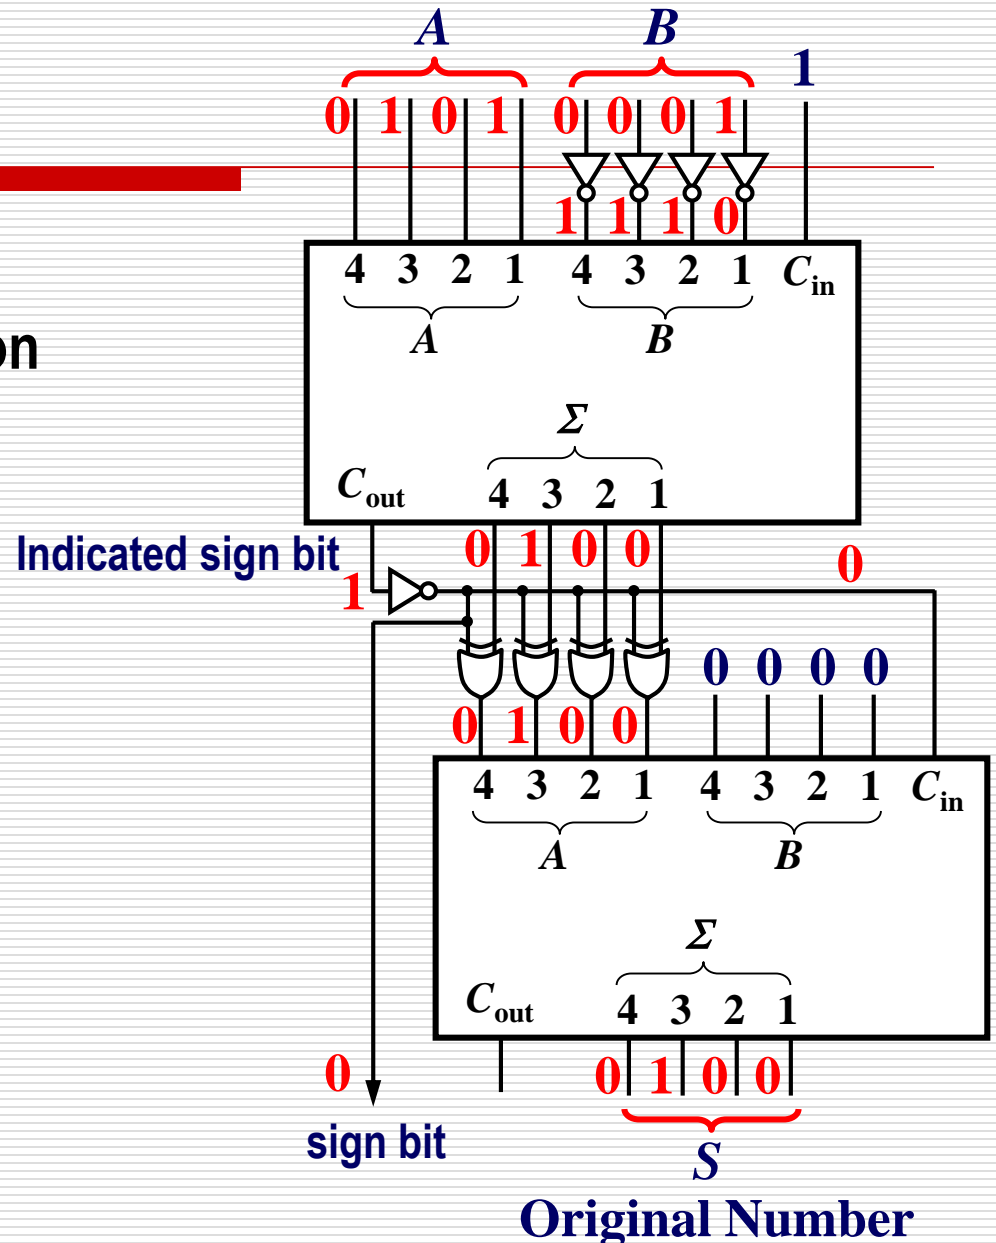 A B 1
0 1 0 1 0 0 0 1
1 1 1 0
4 3 2 1 4 3 2 1 Cin
A B
on
Σ
Cout 4 3 2 1
Indicated sign bit 0 1 0 0 0
1
0 0 0 0
0 1 0 0
4 3 2 1 4 3 2 1 Cin
A B
Σ
Cout 4 3 2 1
0 0 1 0 0
sign bit S
Original Number